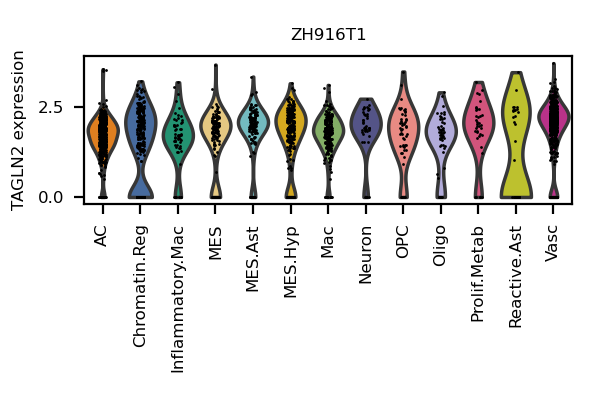 ZH916T1
TAGLN2 expression
2.5
0.0
AC
Chromatin.Reg
Inflammatory.Mac
MES
MES.Ast
MES.Hyp
Mac
Neuron
OPC
Oligo
Prolif.Metab
Reactive.Ast
Vasc